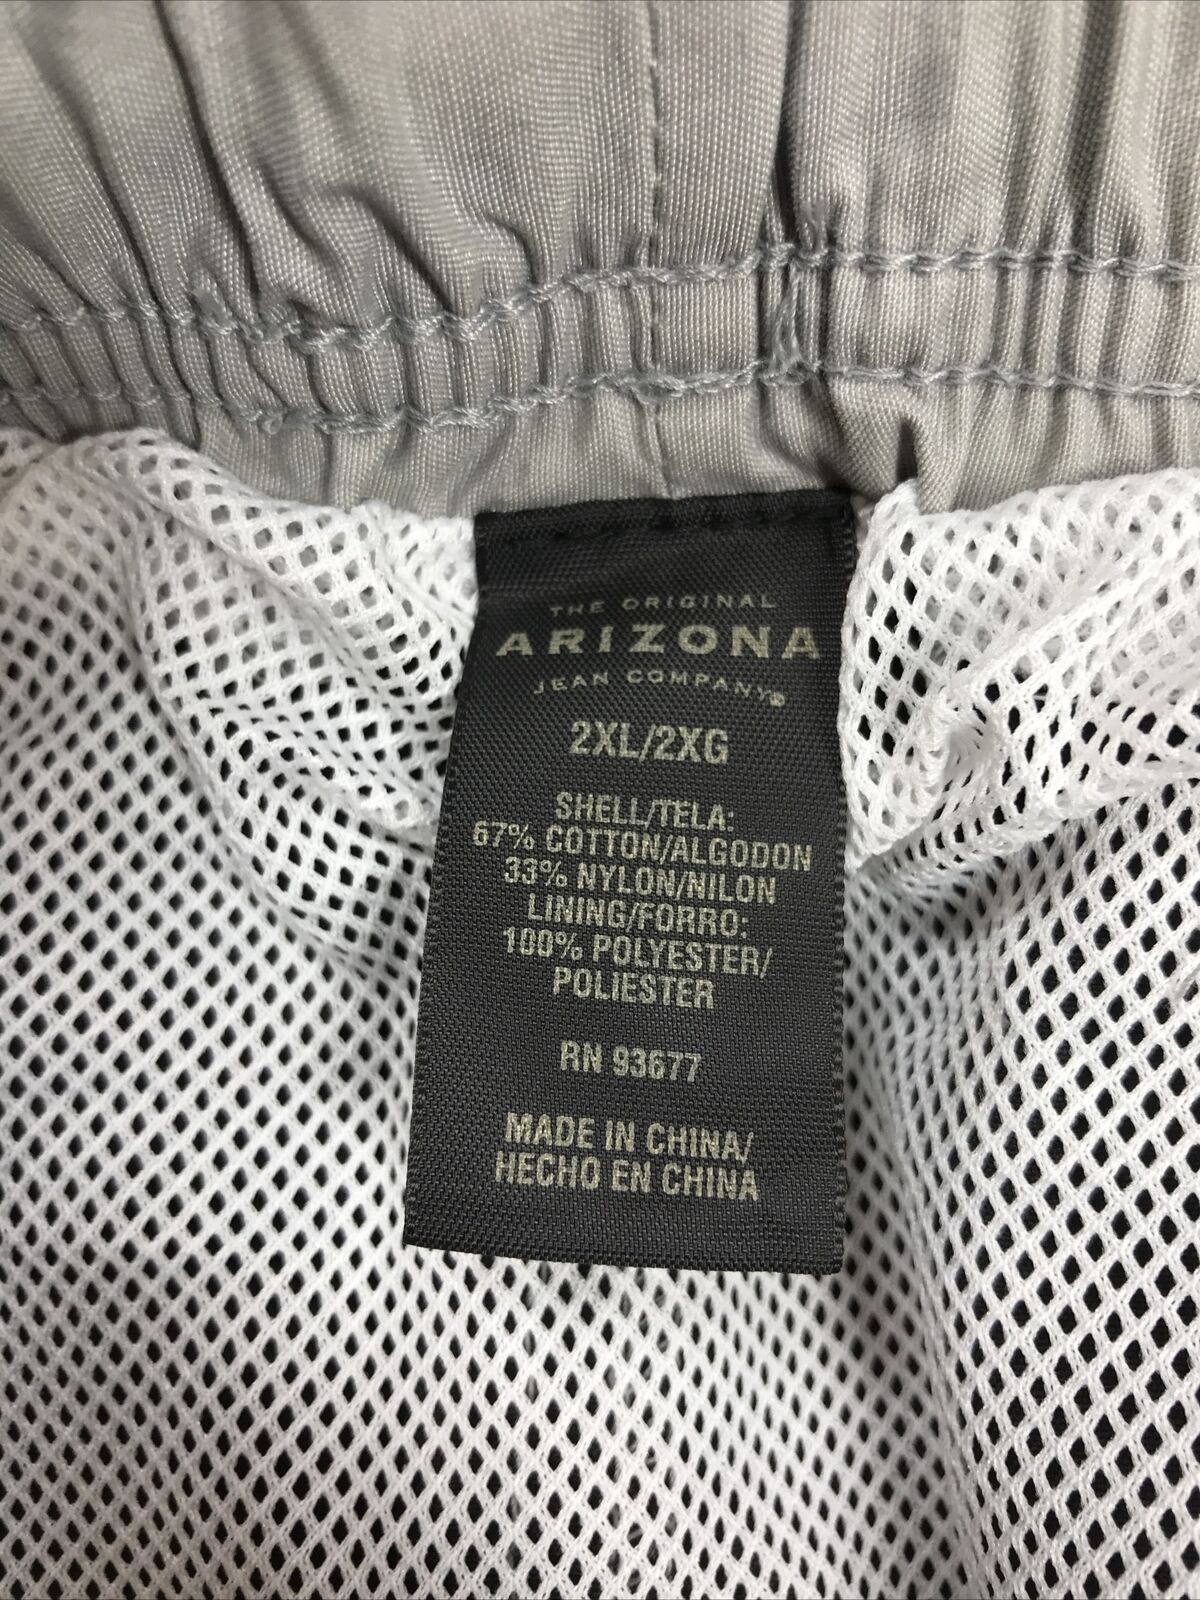 THE ORIGINAL
ARIZONA
JEAN COMPANY®
2XL/2XG
SHELL/TELA:
67% COTTON/ALGODON
33% NYLON/NILON
LINING/FORRO:
100% POLYESTER/
POLIESTER
RN 93677
MADE IN CHINA/
HECHO EN CHINA